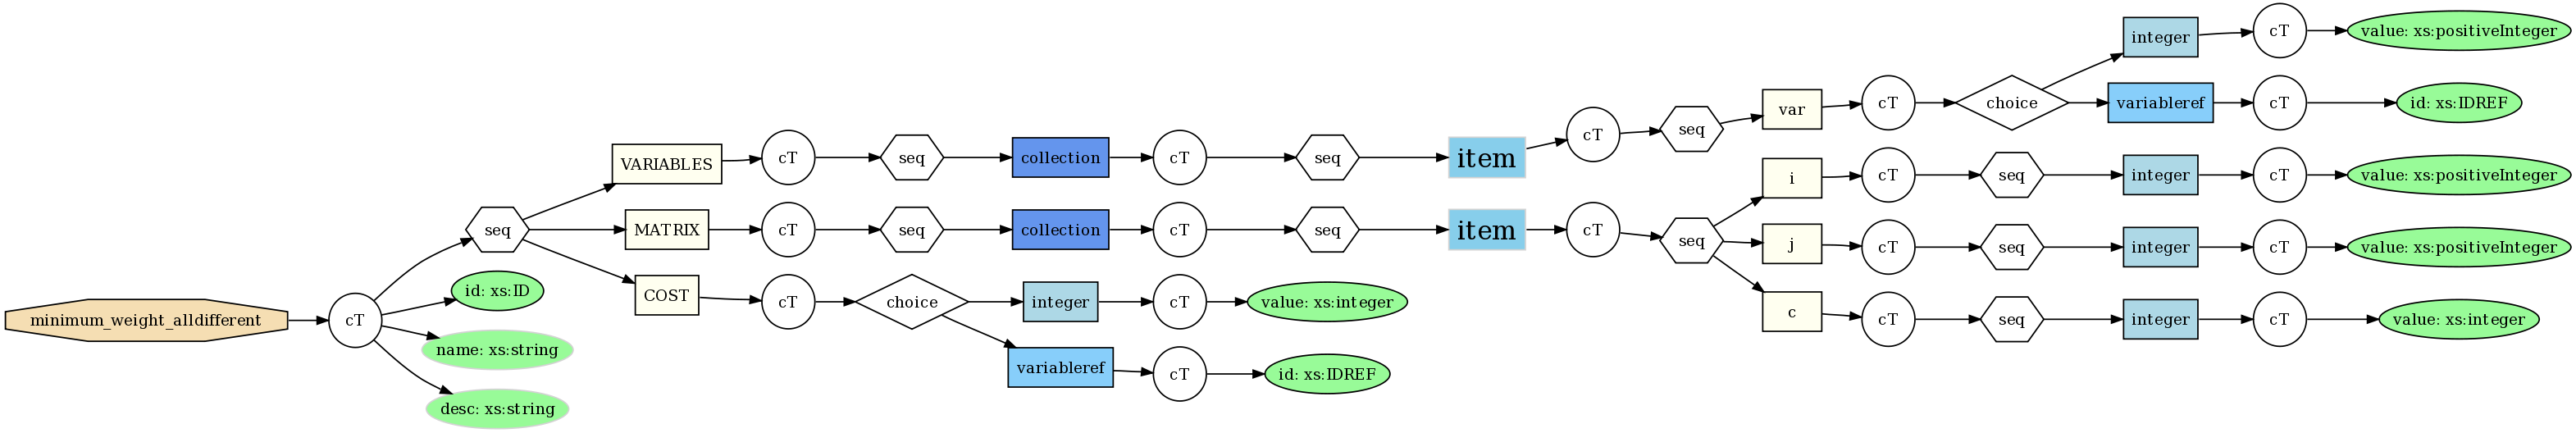 minimum_weight_alldifferent
cT
seq
id: xs:ID
name: xs:string
desc: xs:string
VARIABLES
cT
seq
collection
cT
seq
item
cT
seq
var
cT
choice
integer
cT
value: xs:positiveInteger
variableref
cT
id: xs:IDREF
MATRIX
cT
seq
collection
cT
seq
item
cT
seq
i
cT
seq
integer
cT
value: xs:positiveInteger
j
cT
seq
integer
cT
value: xs:positiveInteger
c
cT
seq
integer
cT
value: xs:integer
COST
cT
choice
integer
cT
value: xs:integer
variableref
cT
id: xs:IDREF